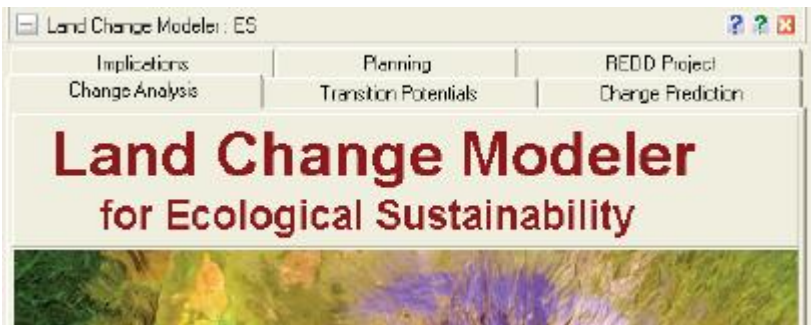 Land Change Modeler : ES ? ?
Implications Planning REDD Project
Change Analysis Transition Potentials Change Prediction
Land Change Modeler
for Ecological Sustainability